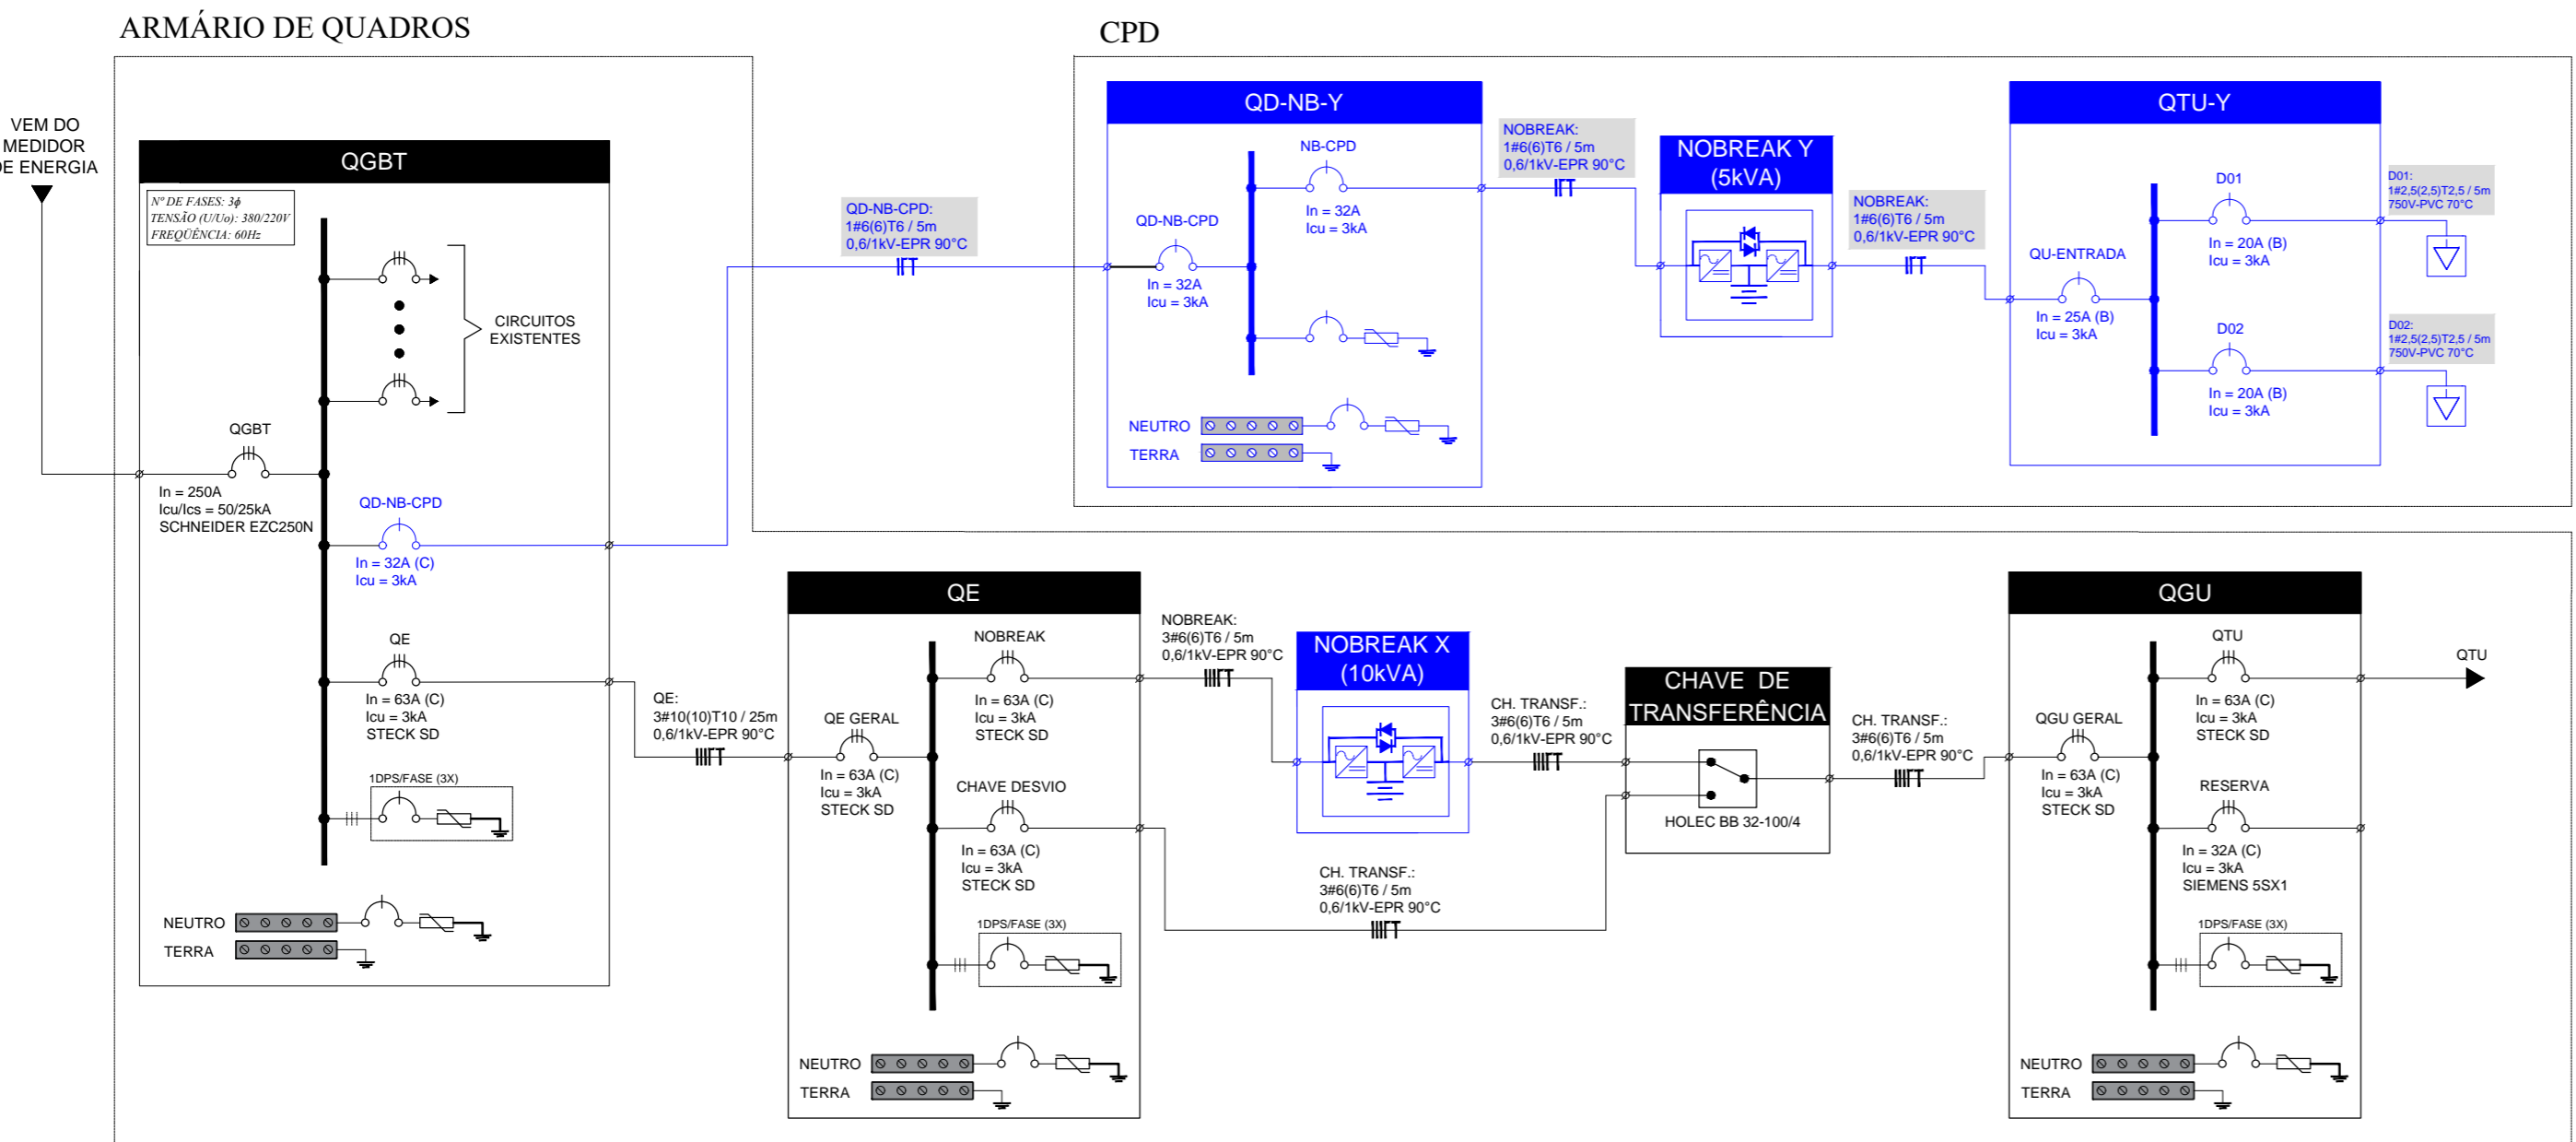 ARMÁRIO DE QUADROS
CPD
VEM DO
MEDIDOR
DE ENERGIA
QGBT
Nº DE FASES: 3ϕ
TENSÃO (U/Uo): 380/220V
FREQÜÊNCIA: 60Hz
CIRCUITOS
EXISTENTES
QGBT
In = 250A
Icu/Ics = 50/25kA
SCHNEIDER EZC250N
QD-NB-CPD
In = 32A (C)
Icu = 3kA
QE
In = 63A (C)
Icu = 3kA
STECK SD
1DPS/FASE (3X)
NEUTRO
TERRA
QD-NB-CPD:
1#6(6)T6 / 5m
0,6/1kV-EPR 90°C
QD-NB-Y
QD-NB-CPD
In = 32A
Icu = 3kA
NB-CPD
In = 32A
Icu = 3kA
NEUTRO
TERRA
NOBREAK:
1#6(6)T6 / 5m
0,6/1kV-EPR 90°C
NOBREAK Y
(5kVA)
NOBREAK:
1#6(6)T6 / 5m
0,6/1kV-EPR 90°C
QTU-Y
QU-ENTRADA
In = 25A (B)
Icu = 3kA
D01
In = 20A (B)
Icu = 3kA
D02
In = 20A (B)
Icu = 3kA
D01:
1#2,5(2,5)T2,5 / 5m
750V-PVC 70°C
D02:
1#2,5(2,5)T2,5 / 5m
750V-PVC 70°C
QE:
3#10(10)T10 / 25m
0,6/1kV-EPR 90°C
QE
QE GERAL
In = 63A (C)
Icu = 3kA
STECK SD
NOBREAK
In = 63A (C)
Icu = 3kA
STECK SD
CHAVE DESVIO
In = 63A (C)
Icu = 3kA
STECK SD
1DPS/FASE (3X)
NEUTRO
TERRA
NOBREAK:
3#6(6)T6 / 5m
0,6/1kV-EPR 90°C
NOBREAK X
(10kVA)
CH. TRANSF.:
3#6(6)T6 / 5m
0,6/1kV-EPR 90°C
CH. TRANSF.:
3#6(6)T6 / 5m
0,6/1kV-EPR 90°C
CHAVE DE
TRANSFERÊNCIA
HOLEC BB 32-100/4
CH. TRANSF.:
3#6(6)T6 / 5m
0,6/1kV-EPR 90°C
QGU
QGU GERAL
In = 63A (C)
Icu = 3kA
STECK SD
QTU
In = 63A (C)
Icu = 3kA
STECK SD
RESERVA
In = 32A (C)
Icu = 3kA
SIEMENS 5SX1
1DPS/FASE (3X)
NEUTRO
TERRA
QTU